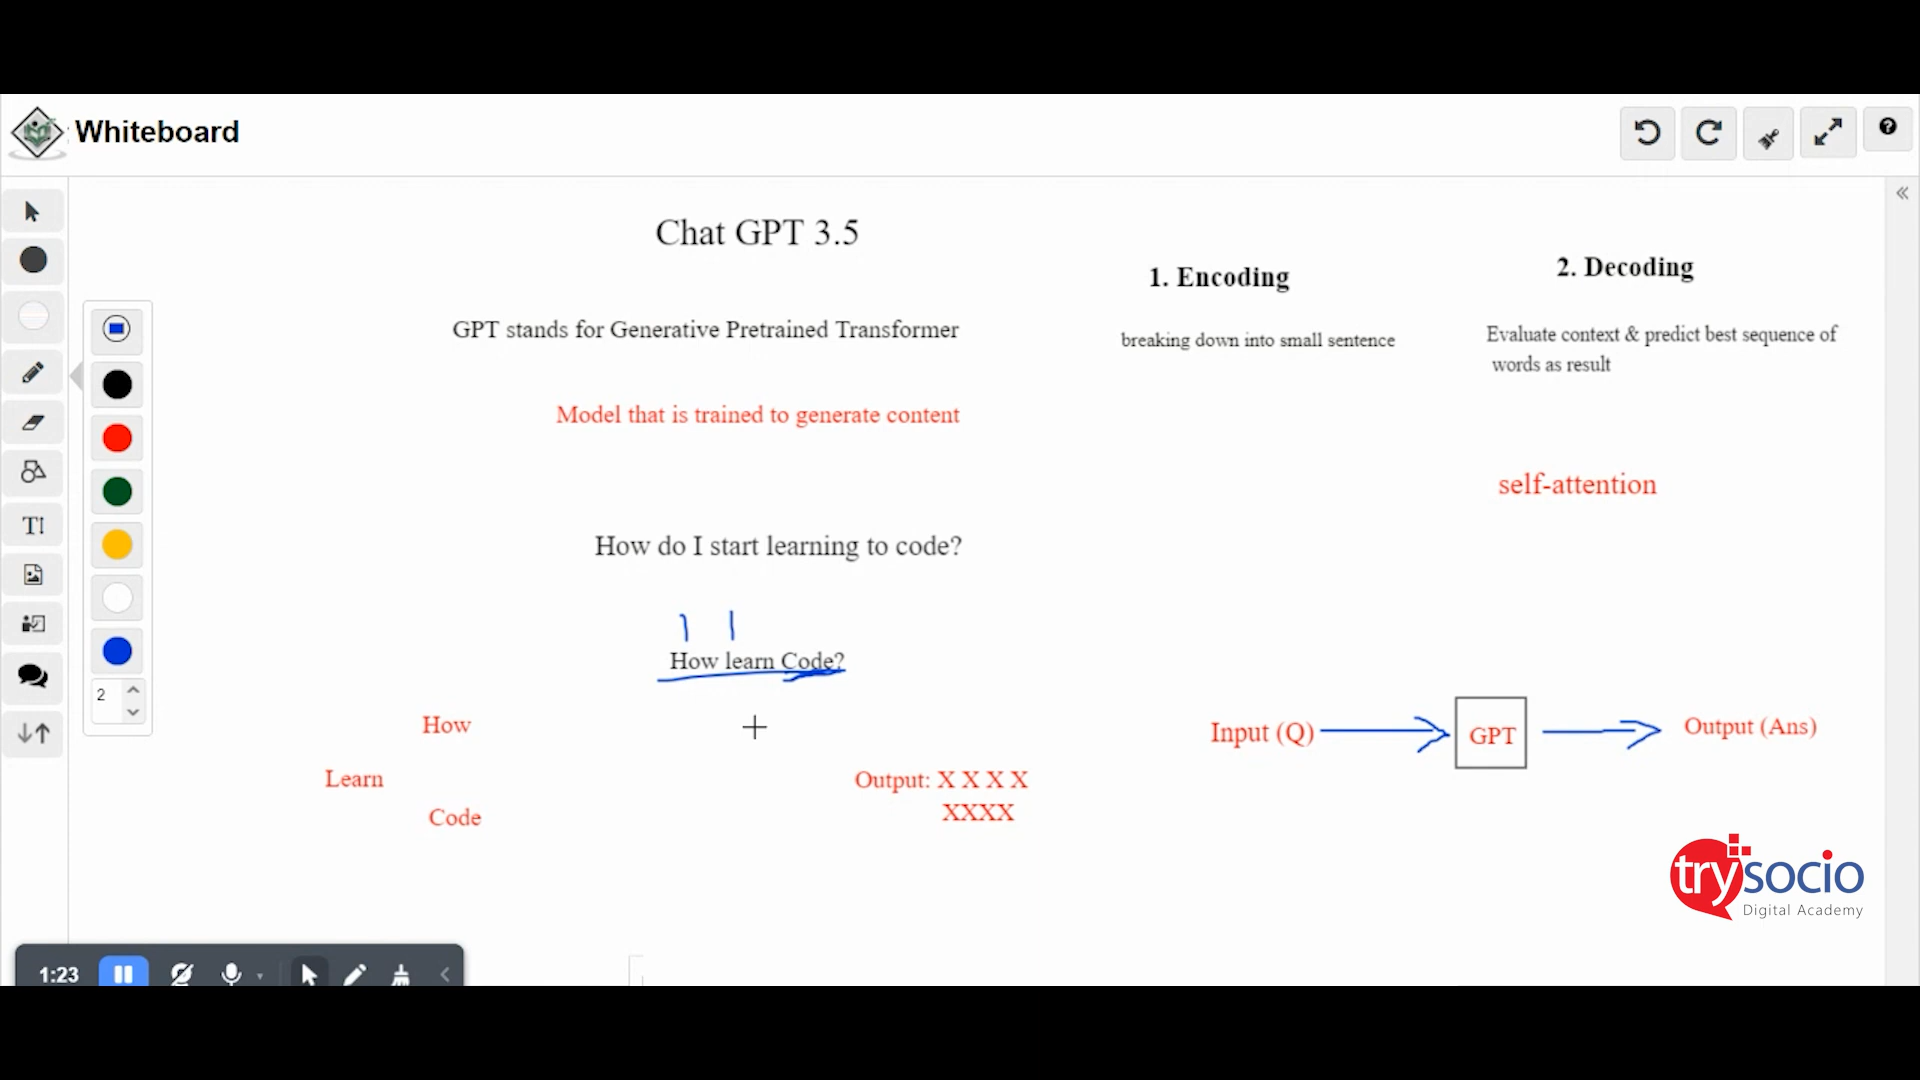 Whiteboard
Chat GPT 3.5
GPT stands for Generative Pretrained Transformer
Model that is trained to generate content
1. Encoding
breaking down into small sentence
2. Decoding
Evaluate context & predict best sequence of
words as result
self-attention
How do I start learning to code?
How learn Code?
How
Learn
Code
Output: X X X X
XXXX
Input (Q)
GPT
Output (Ans)
T
2
trysocio
Digital Academy
1:23